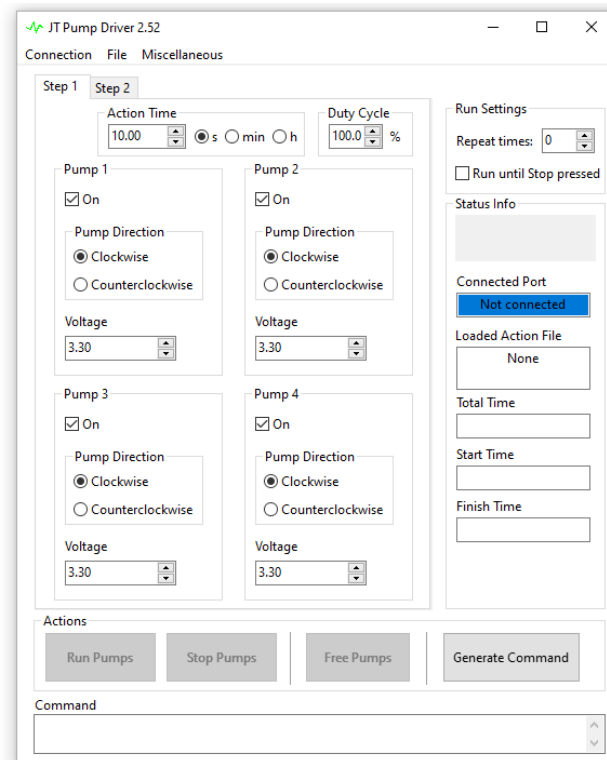 JT Pump Driver 2.52
Connection File Miscellaneous
Step 1 Step 2
Action Time
10.00 s min h
Duty Cycle
100.0 %
Pump 1
On
Pump Direction
Clockwise
Counterclockwise
Voltage
3.30
Pump 2
On
Pump Direction
Clockwise
Counterclockwise
Voltage
3.30
Pump 3
On
Pump Direction
Clockwise
Counterclockwise
Voltage
3.30
Pump 4
On
Pump Direction
Clockwise
Counterclockwise
Voltage
3.30
Run Settings
Repeat times: 0
Run until Stop pressed
Status Info
Connected Port
Not connected
Loaded Action File
None
Total Time
Start Time
Finish Time
Actions
Run Pumps Stop Pumps Free Pumps Generate Command
Command